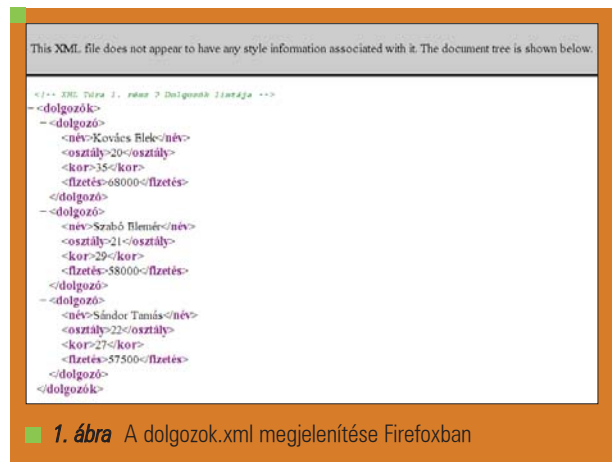 This XML file does not appear to have any style information associated with it. The document tree is shown below.
<!-- XML Túra 1. rész ? Dolgozók listája -->
− <dolgozók>
− <dolgozó>
<név>Kovács Elek</név>
<osztály>20</osztály>
<kor>35</kor>
<fizetés>68000</fizetés>
</dolgozó>
− <dolgozó>
<név>Szabó Elemér</név>
<osztály>21</osztály>
<kor>29</kor>
<fizetés>58000</fizetés>
</dolgozó>
− <dolgozó>
<név>Sándor Tamás</név>
<osztály>22</osztály>
<kor>27</kor>
<fizetés>57500</fizetés>
</dolgozó>
</dolgozók>
1. ábra A dolgozok.xml megjelenítése Firefoxban